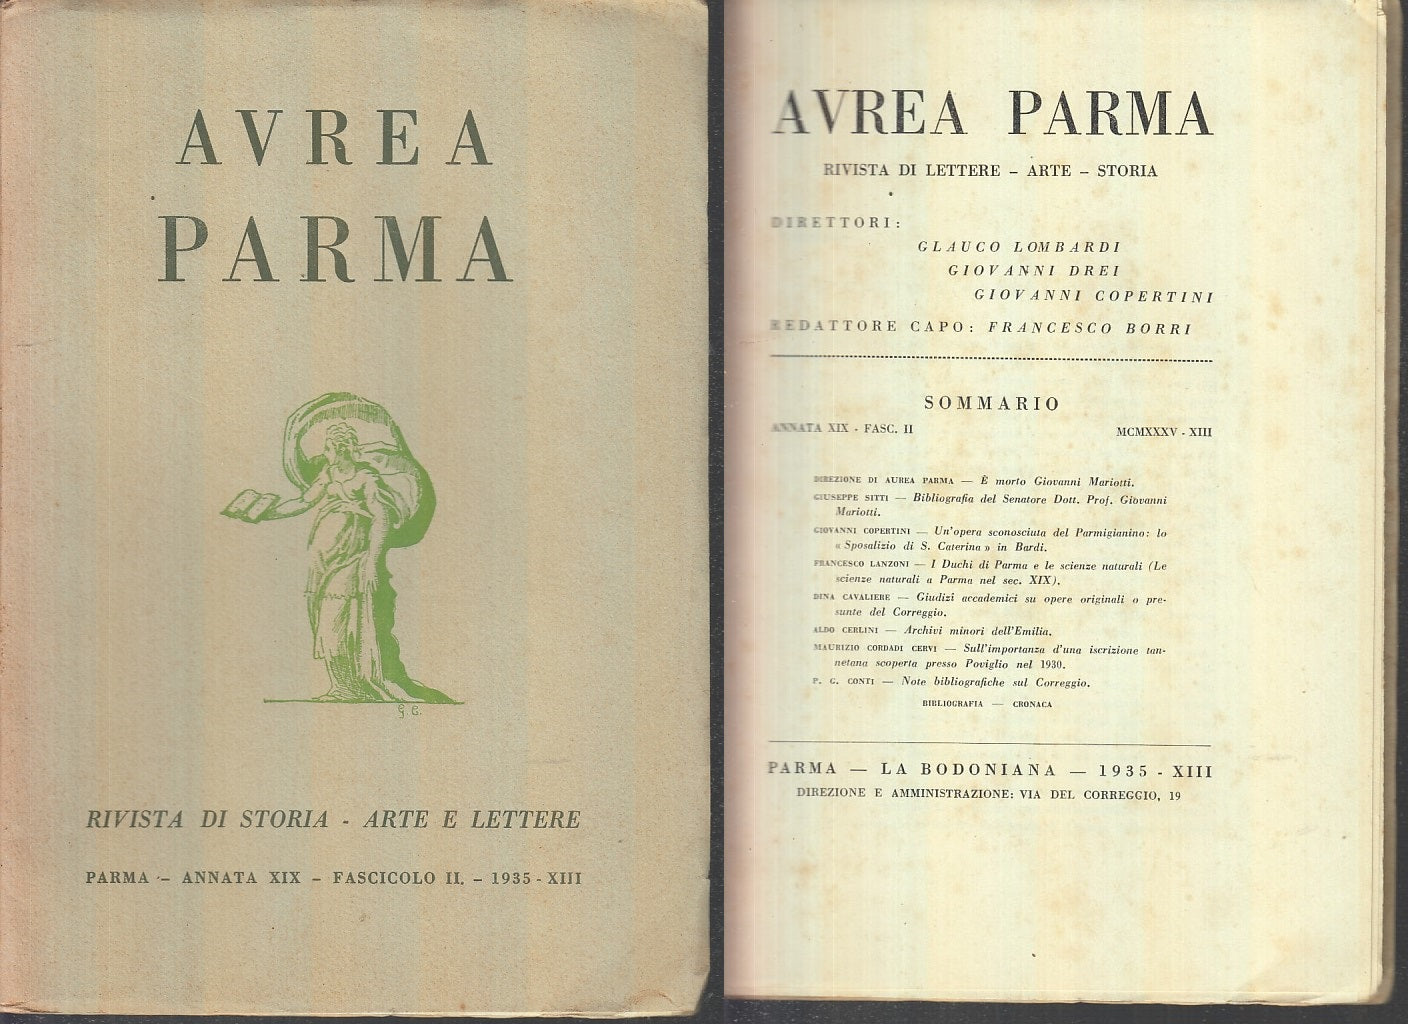 AVREA
PARMA
G. C.
RIVISTA DI STORIA - ARTE E LETTERE
PARMA - ANNATA XIX - FASCICOLO II. - 1935 - XIII
AVREA PARMA
RIVISTA DI LETTERE - ARTE - STORIA
DIRETTORI:
GLAUCO LOMBARDI
GIOVANNI DREI
GIOVANNI COPERTINI
REDATTORE CAPO: FRANCESCO BORRI
SOMMARIO
ANNATA XIX - FASC. II MCMXXXV - XIII
DIREZIONE DI AUREA PARMA — È morto Giovanni Mariotti.
GIUSEPPE SITTI — Bibliografia del Senatore Dott. Prof. Giovanni
Mariotti.
GIOVANNI COPERTINI — Un'opera sconosciuta del Parmigianino: lo
« Sposalizio di S. Caterina » in Bardi.
FRANCESCO LANZONI — I Duchi di Parma e le scienze naturali (Le
scienze naturali a Parma nel sec. XIX).
DINA CAVALIERE — Giudizi accademici su opere originali o pre-
sunte del Correggio.
ALDO CERLINI — Archivi minori dell'Emilia.
MAURIZIO CORDADI CERVI — Sull'importanza d'una iscrizione tan-
netana scoperta presso Poviglio nel 1930.
P. G. CONTI — Note bibliografiche sul Correggio.
BIBLIOGRAFIA — CRONACA
PARMA — LA BODONIANA — 1935 - XIII
DIREZIONE E AMMINISTRAZIONE: VIA DEL CORREGGIO, 19